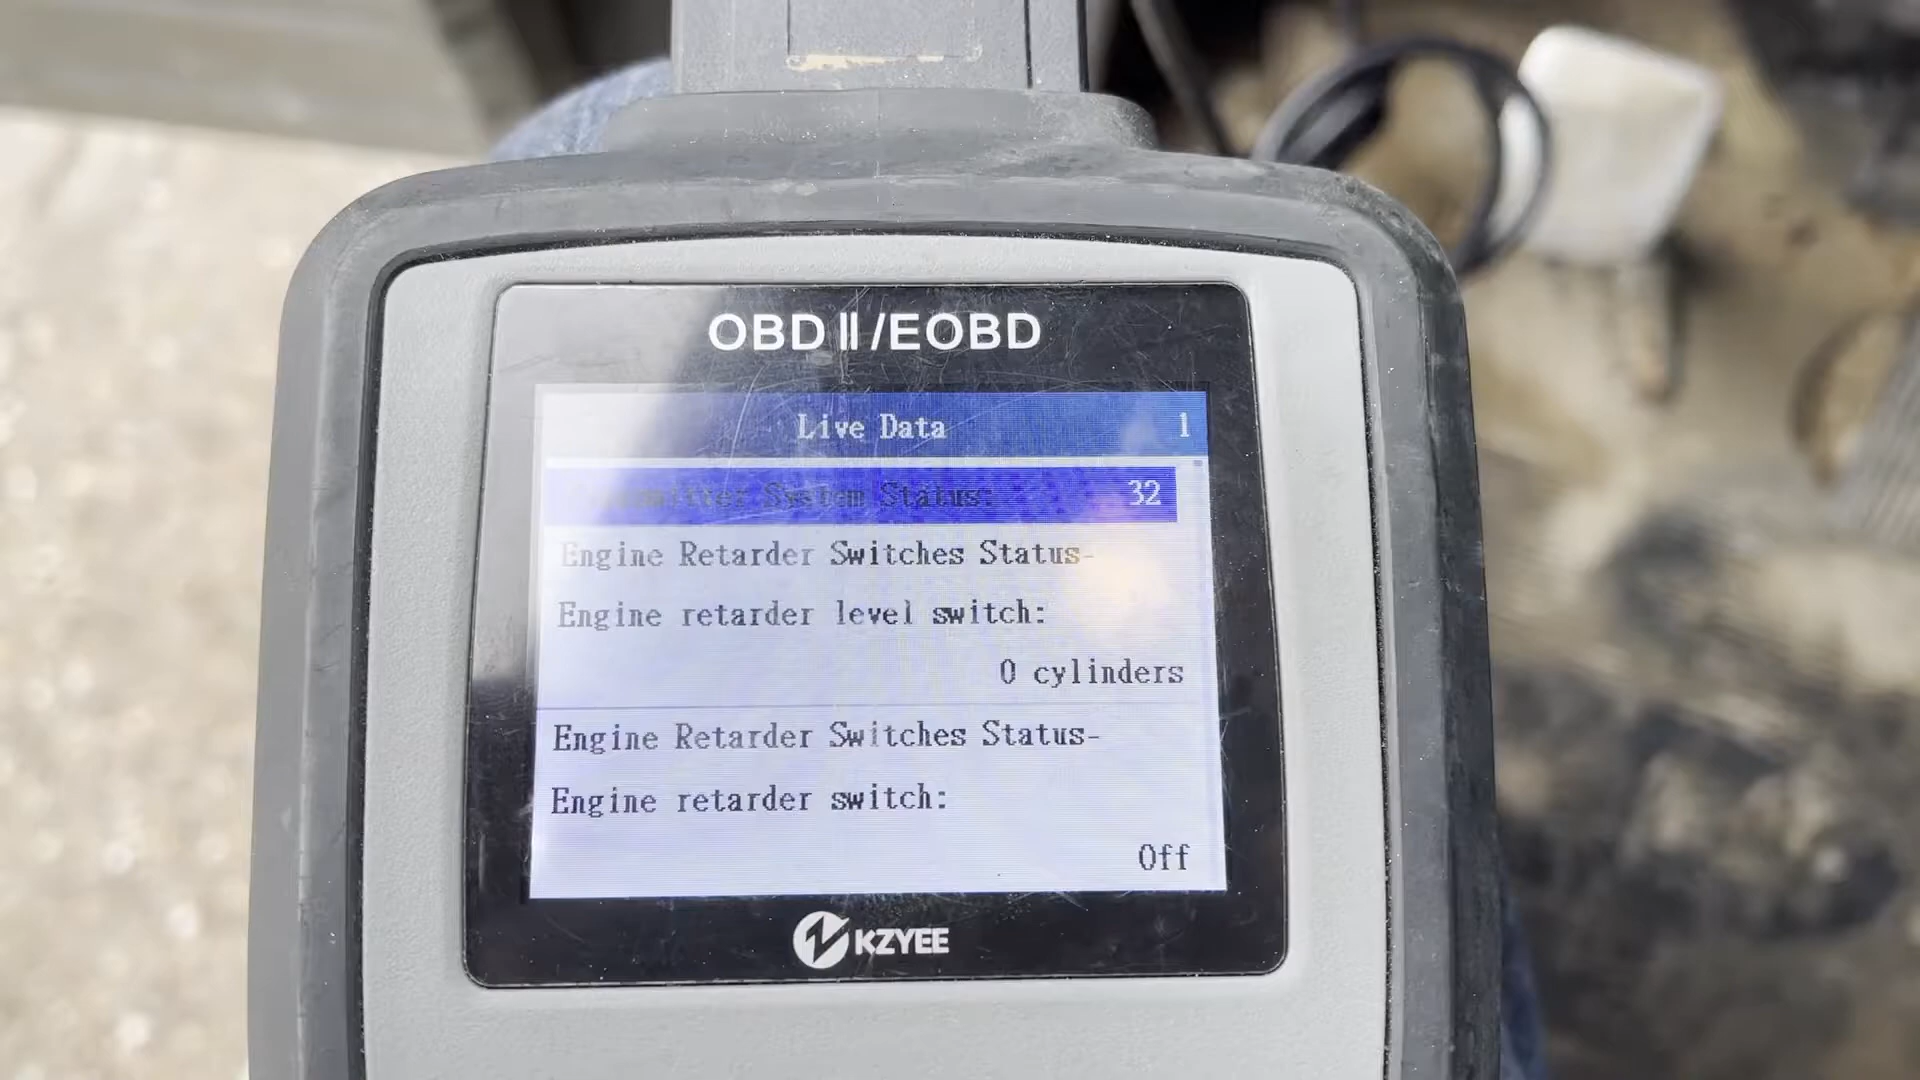 OBD II/EOBD
Live Data 1
System Status: 32
Engine Retarder Switches Status-
Engine retarder level switch:
0 cylinders
Engine Retarder Switches Status-
Engine retarder switch:
Off
KZYEE